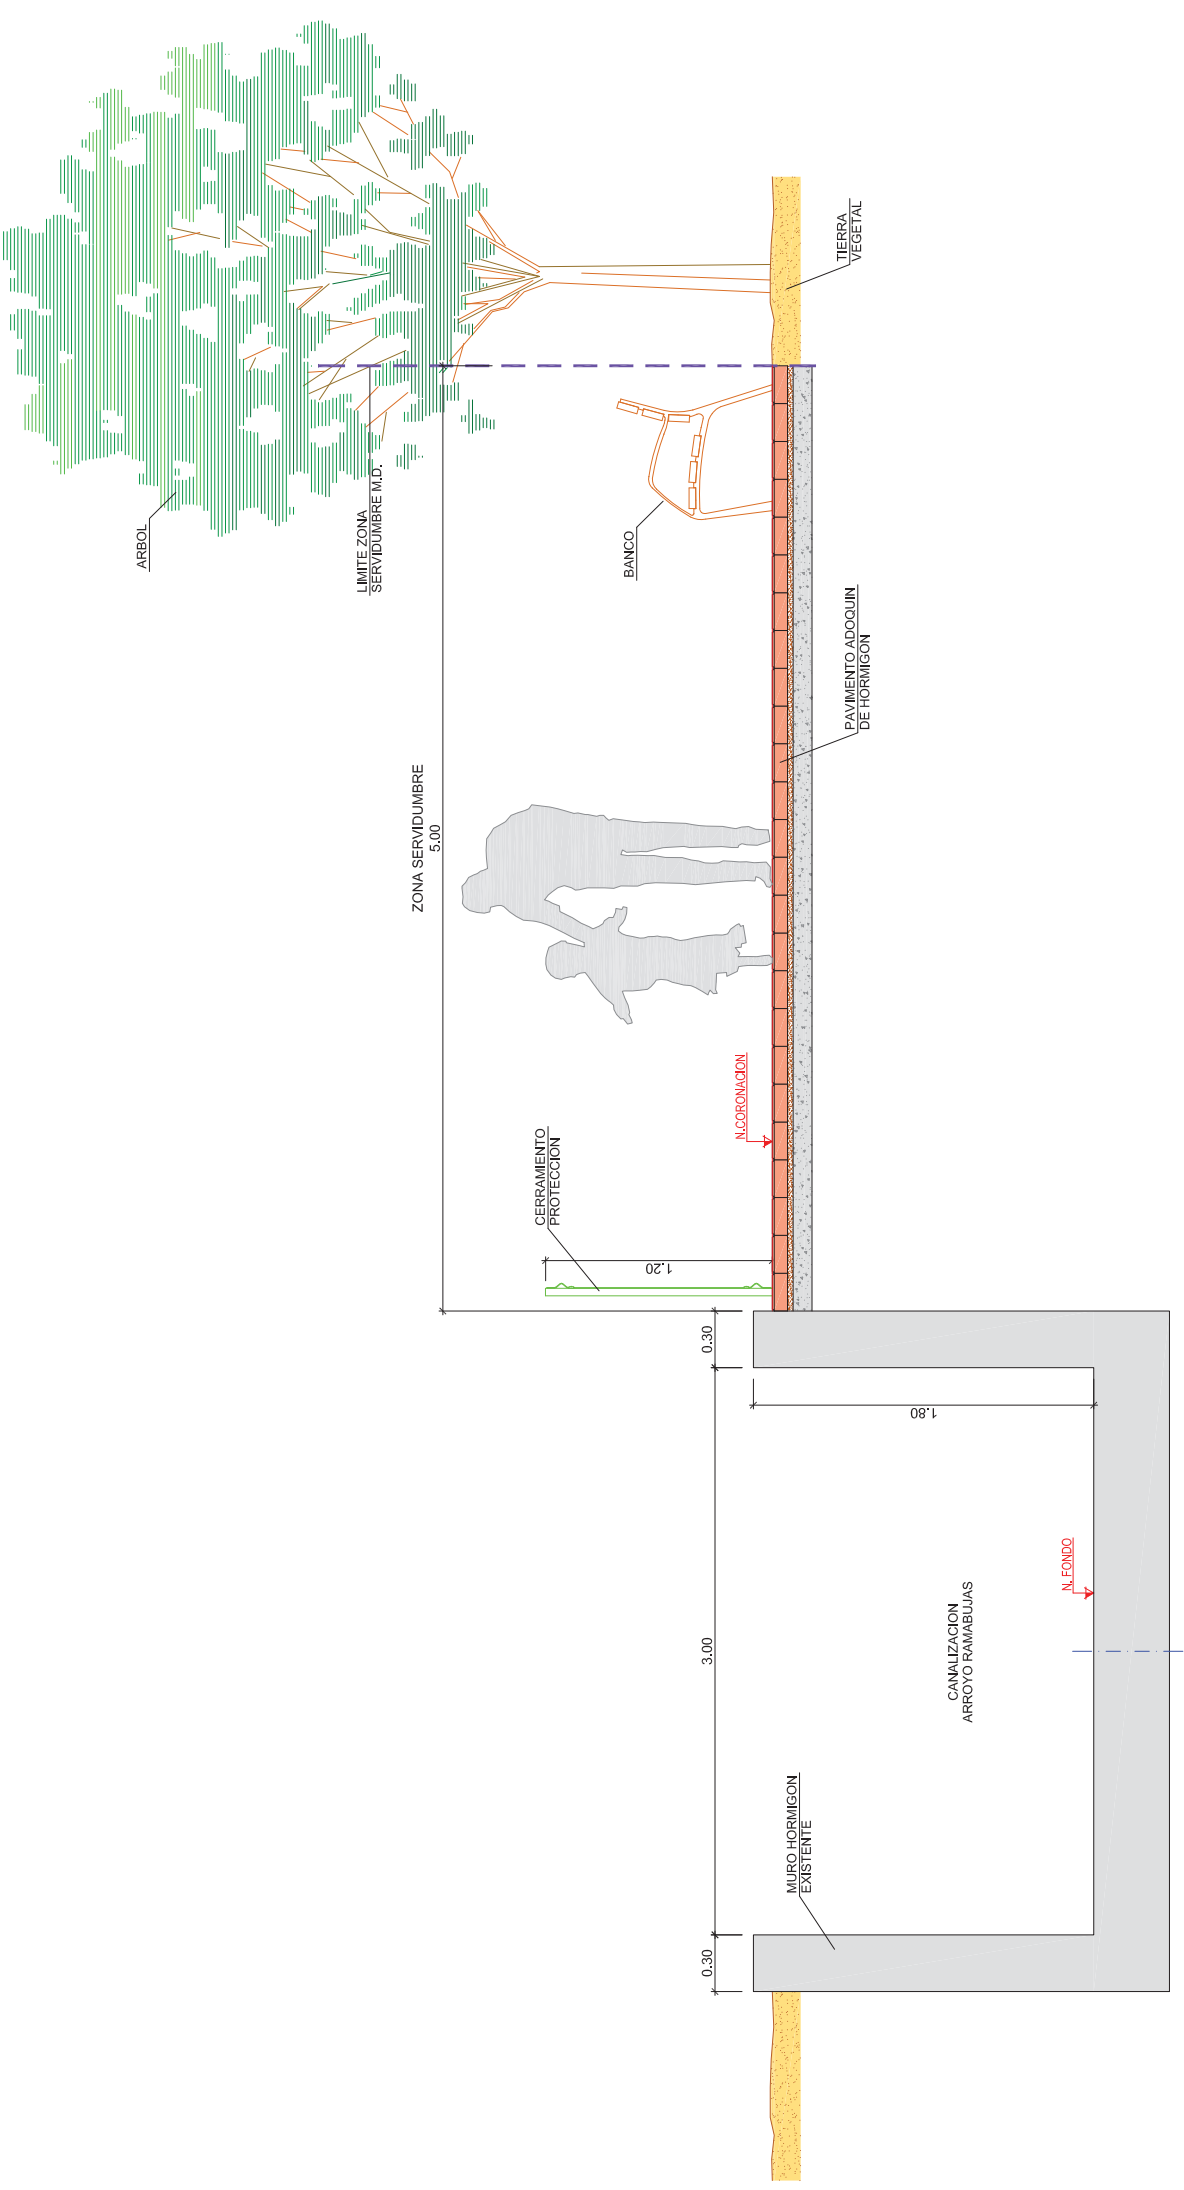 ARBOL
LIMITE ZONA
SERVIDUMBRE M.D.
ZONA SERVIDUMBRE
5.00
BANCO
TIERRA
VEGETAL
PAVIMENTO ADOQUIN
DE HORMIGON
N.CORONACION
CERRAMIENTO
PROTECCION
1.20
0.30
3.00
0.30
1.80
N. FONDO
CANALIZACION
ARROYO RAMABUJAS
MURO HORMIGON
EXISTENTE